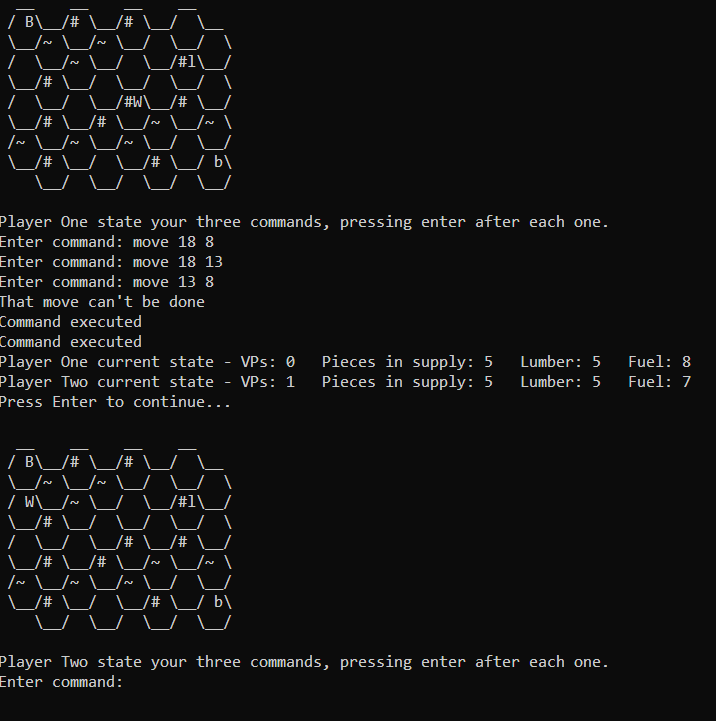 __    __    __    __
 / B\__/# \__/# \__/  \__
 \__/~ \__/~ \__/  \__/  \
 /  \__/~ \__/  \__/#l\__/
 \__/# \__/  \__/  \__/  \
 /  \__/  \__/#W\__/# \__/
 \__/# \__/# \__/~ \__/~ \
 /~ \__/~ \__/~ \__/  \__/
 \__/# \__/  \__/# \__/ b\
    \__/  \__/  \__/  \__/

Player One state your three commands, pressing enter after each one.
Enter command: move 18 8
Enter command: move 18 13
Enter command: move 13 8
That move can't be done
Command executed
Command executed
Player One current state - VPs: 0   Pieces in supply: 5   Lumber: 5   Fuel: 8
Player Two current state - VPs: 1   Pieces in supply: 5   Lumber: 5   Fuel: 7
Press Enter to continue...

  __    __    __    __
 / B\__/# \__/# \__/  \__
 \__/~ \__/~ \__/  \__/  \
 / W\__/~ \__/  \__/#l\__/
 \__/# \__/  \__/  \__/  \
 /  \__/  \__/# \__/# \__/
 \__/# \__/# \__/~ \__/~ \
 /~ \__/~ \__/~ \__/  \__/
 \__/# \__/  \__/# \__/ b\
    \__/  \__/  \__/  \__/

Player Two state your three commands, pressing enter after each one.
Enter command: